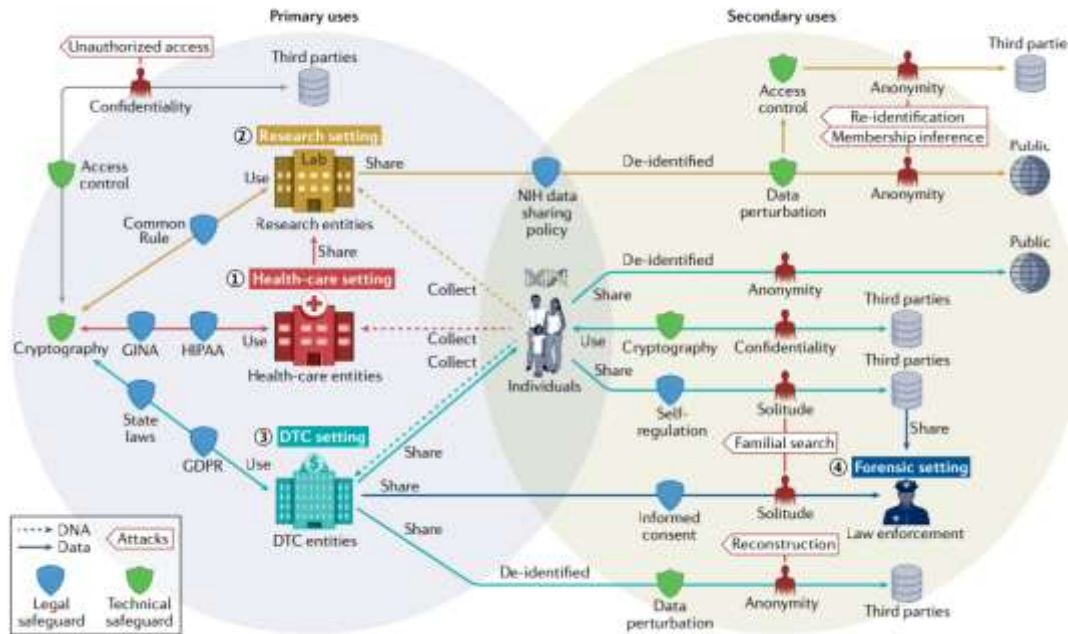 Primary uses
Secondary uses
Unauthorized access
Third parties
Confidentiality
Third parties
Access
control
Anonymity
Re-identification
Membership inference
② Research setting
Lab
Share
Use
Research entities
Access
control
Common
Rule
NIH data
sharing
policy
De-identified
Data
perturbation
Anonymity
Public
Share
① Health-care setting
Collect
Use
Health-care entities
Collect
Collect
Cryptography
GINA
HIPAA
Individuals
De-identified
Share
Anonymity
Public
Use
Cryptography
Confidentiality
Third parties
Share
Self-
regulation
Solitude
Third parties
Familial search
Share
State
laws
GDPR
③ DTC setting
Use
$
DTC entities
Share
Share
Share
Informed
consent
Solitude
④ Forensic setting
Law enforcement
Reconstruction
De-identified
Data
perturbation
Anonymity
Third parties
DNA
Data
Attacks
Legal
safeguard
Technical
safeguard